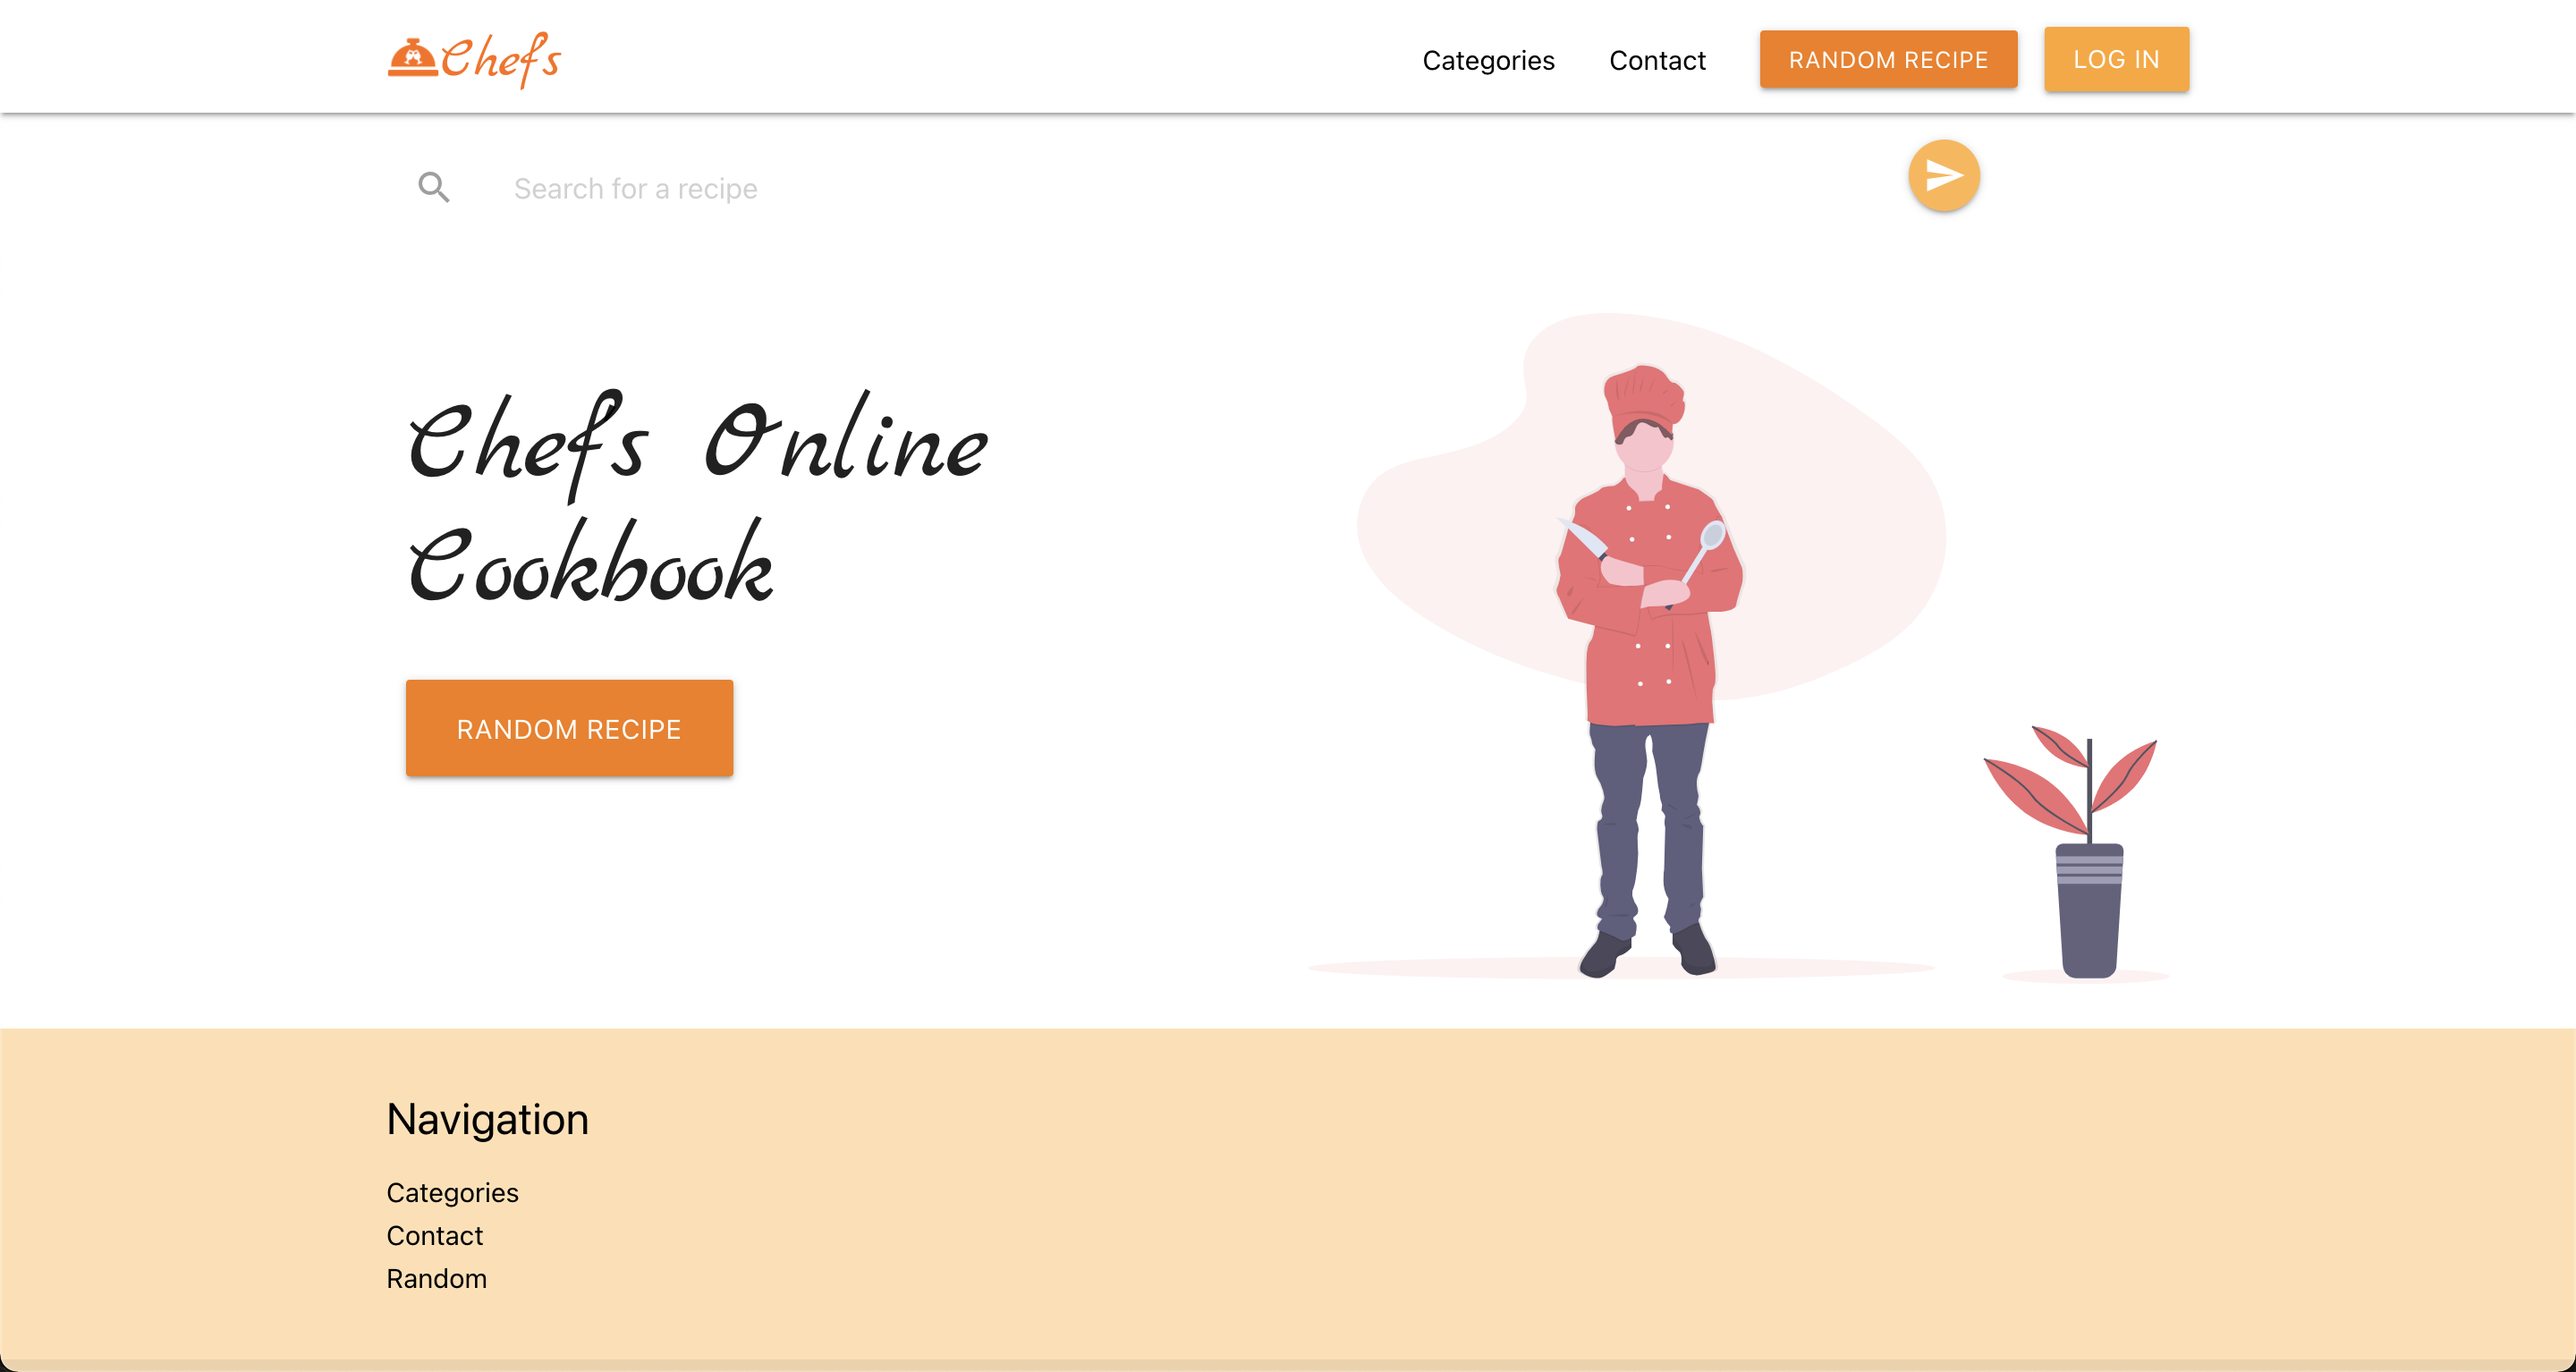 Chefs
Categories Contact RANDOM RECIPE LOG IN
Search for a recipe
Chefs Online
Cookbook
RANDOM RECIPE
Navigation
Categories
Contact
Random